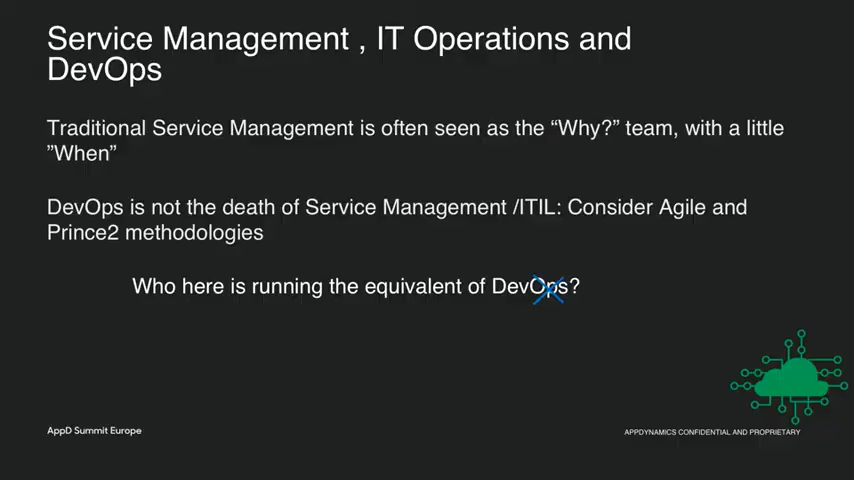 Service Management , IT Operations and
DevOps
Traditional Service Management is often seen as the “Why?” team, with a little
”When”
DevOps is not the death of Service Management /ITIL: Consider Agile and
Prince2 methodologies
Who here is running the equivalent of DevOps?
AppD Summit Europe
APPDYNAMICS CONFIDENTIAL AND PROPRIETARY